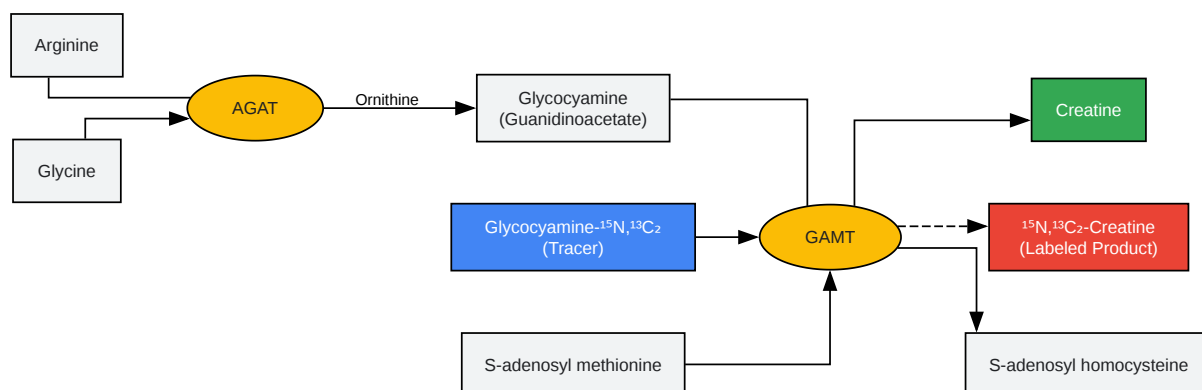 Arginine
AGAT
Ornithine
Glycocyamine
(Guanidinoacetate)
Creatine
Glycine
Glycocyamine-¹⁵N,¹³C₂
(Tracer)
GAMT
¹⁵N,¹³C₂-Creatine
(Labeled Product)
S-adenosyl methionine
S-adenosyl homocysteine